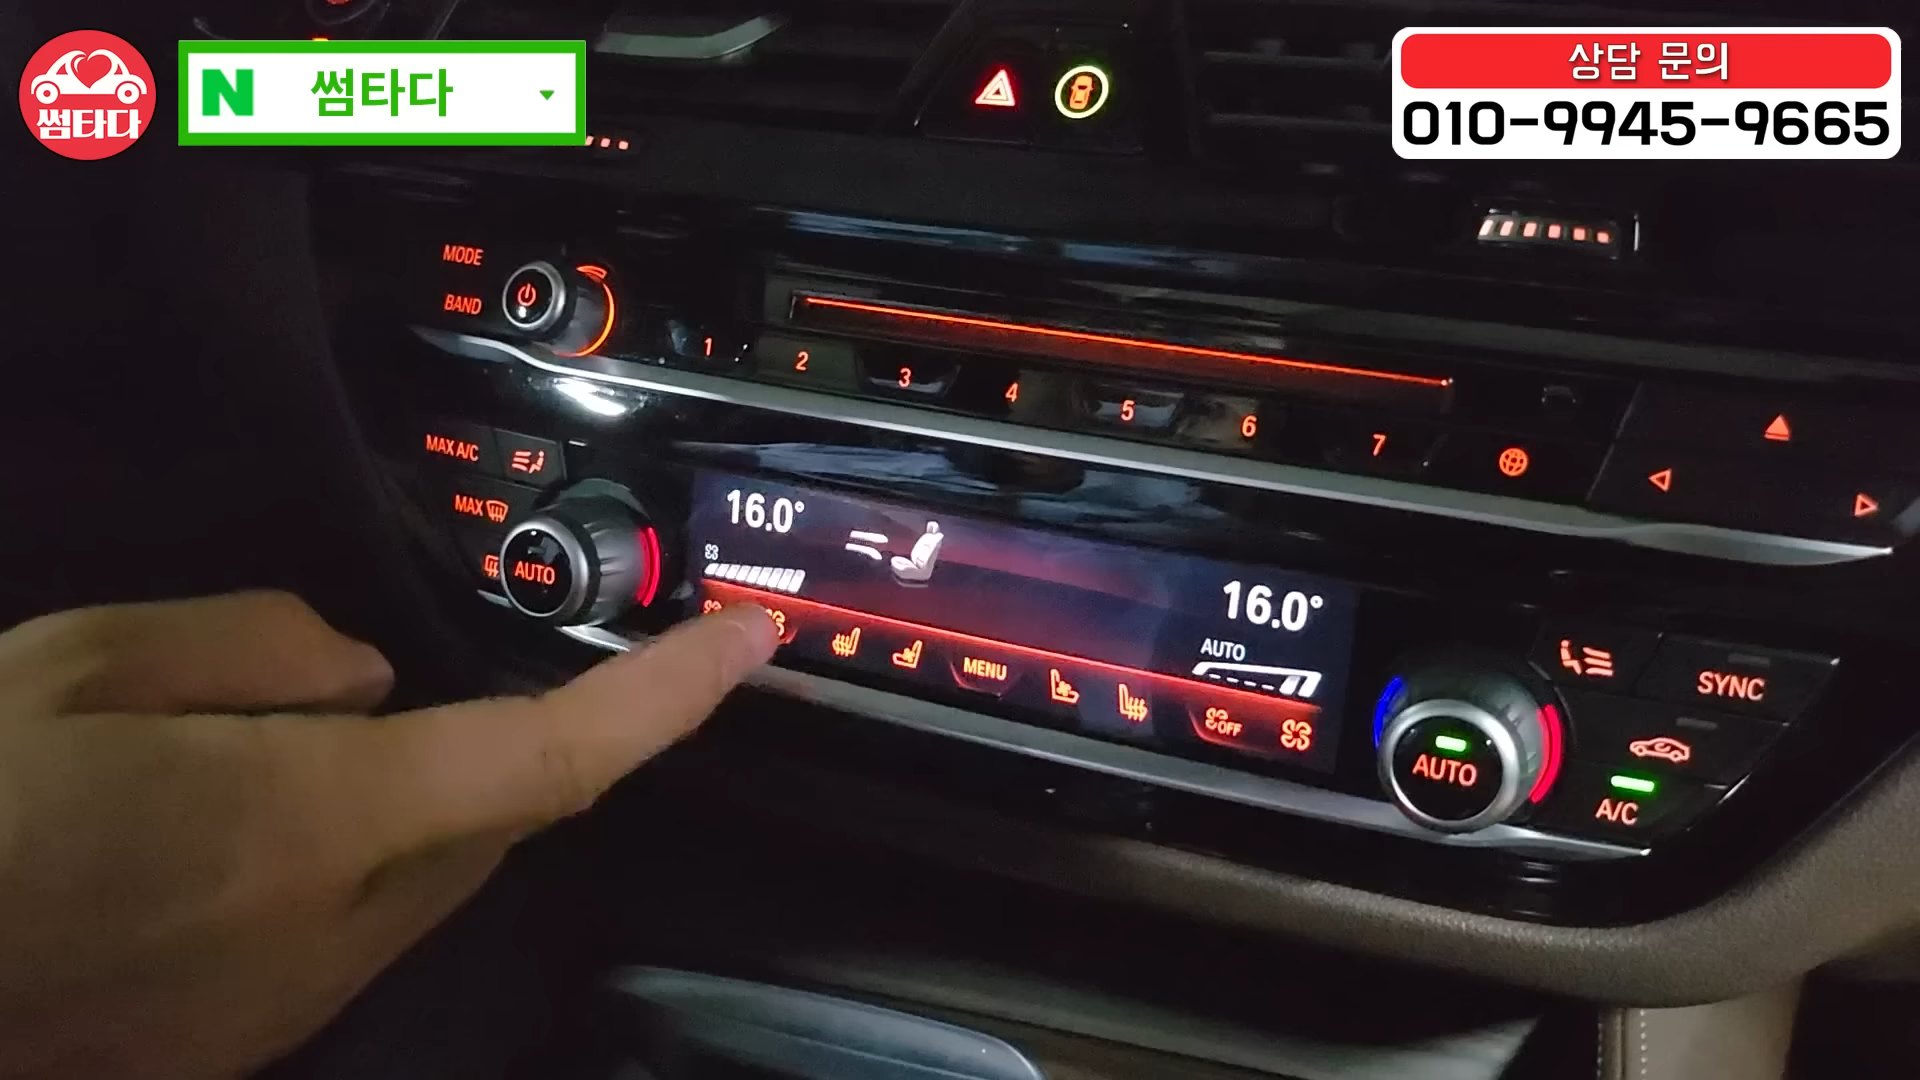 썸타다
N 썸타다
상담 문의
010-9945-9665
MODE
BAND
1 2 3 4 5 6 7
MAX A/C
MAX
AUTO
16.0°
16.0°
AUTO
MENU
OFF
AUTO
SYNC
A/C